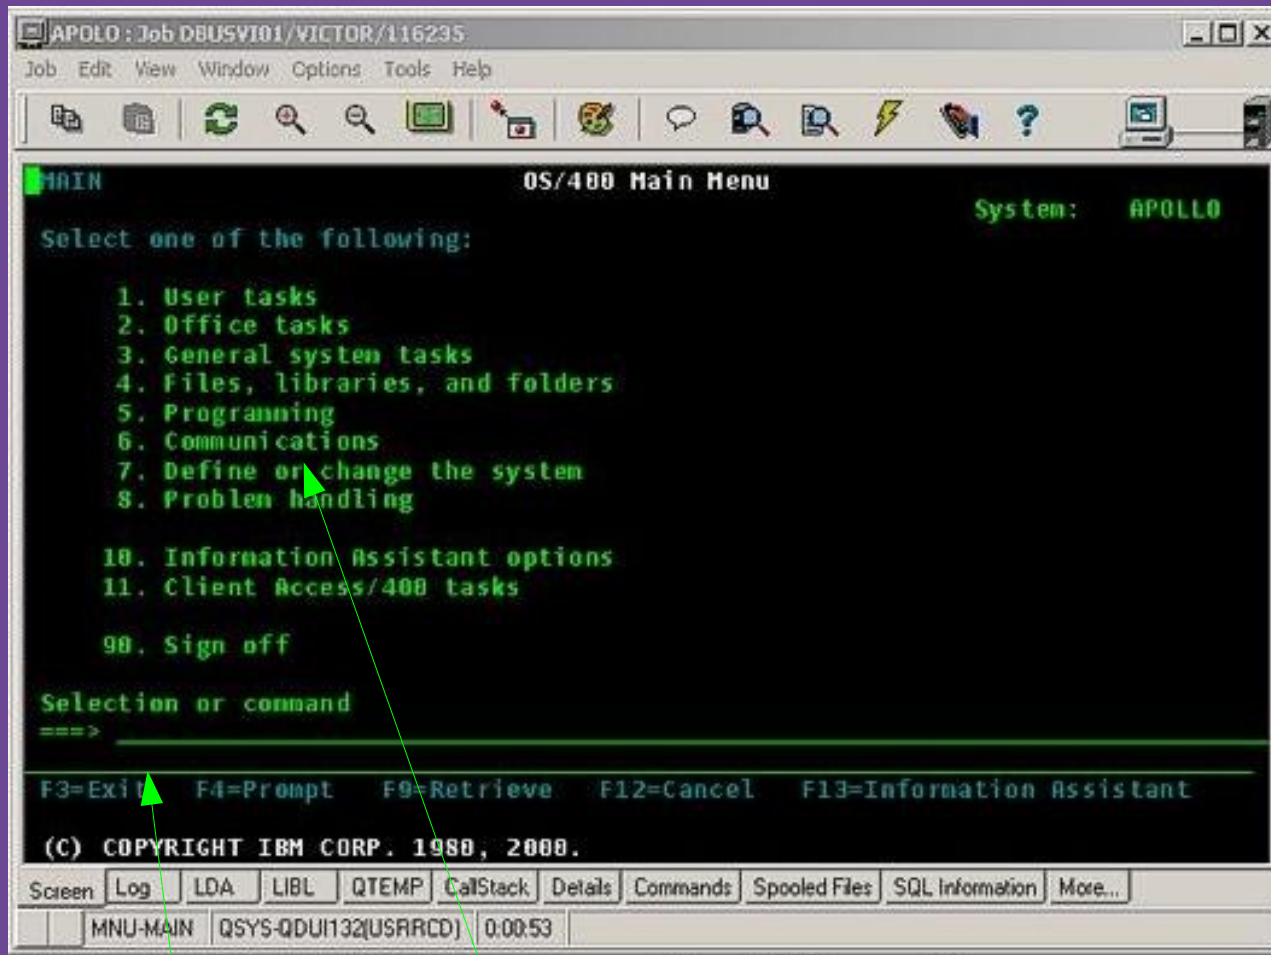 APOLO : Job DBUSVI01/VICTOR/116235
Job Edit View Window Options Tools Help
MAIN OS/400 Main Menu
System: APOLLO
Select one of the following:
1. User tasks
2. Office tasks
3. General system tasks
4. Files, libraries, and folders
5. Programming
6. Communications
7. Define or change the system
8. Problem handling
10. Information Assistant options
11. Client Access/400 tasks
90. Sign off
Selection or command
===>
F3=Exit F4=Prompt F9=Retrieve F12=Cancel F13=Information Assistant
(C) COPYRIGHT IBM CORP. 1980, 2000.
Screen Log LDA LIBL QTEMP CallStack Details Commands Spooled Files SQL Information More...
MNU-MAIN QSYS-QDUI132(USRRCD) 0:00:53